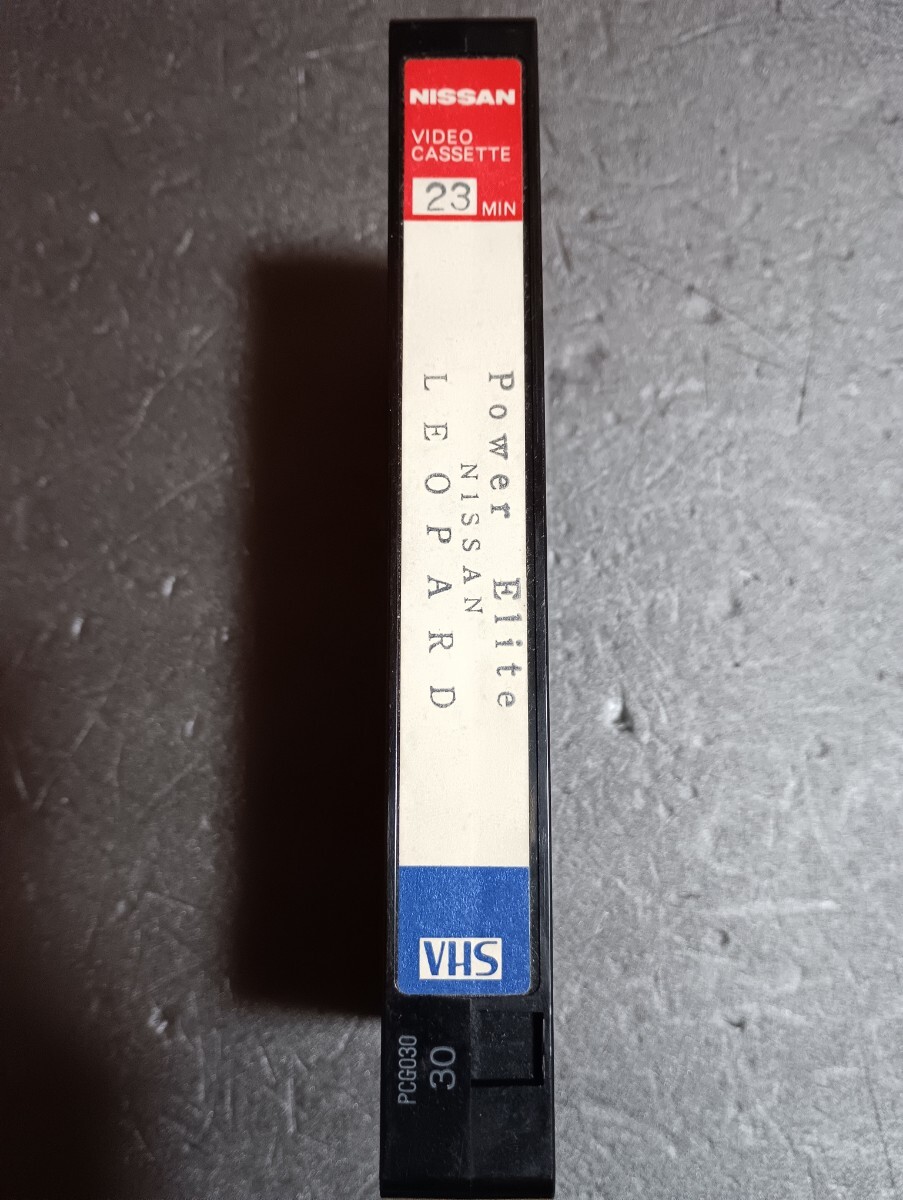 NISSAN
VIDEO
CASSETTE
23 MIN
Power Elite
NISSAN
LEOPARD
VHS
PCG030
30